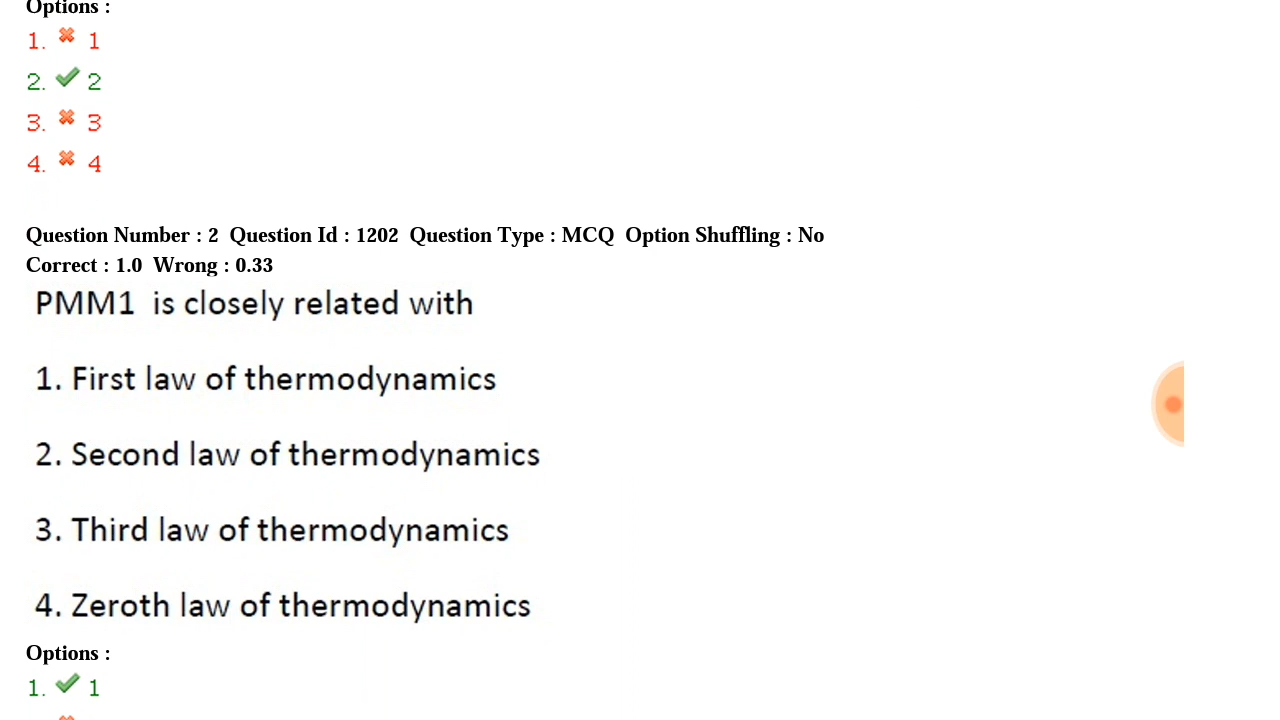 Options :
1. 1
2. 2
3. 3
4. 4
Question Number : 2 Question Id : 1202 Question Type : MCQ Option Shuffling : No
Correct : 1.0 Wrong : 0.33
PMM1 is closely related with
1. First law of thermodynamics
2. Second law of thermodynamics
3. Third law of thermodynamics
4. Zeroth law of thermodynamics
Options :
1. 1